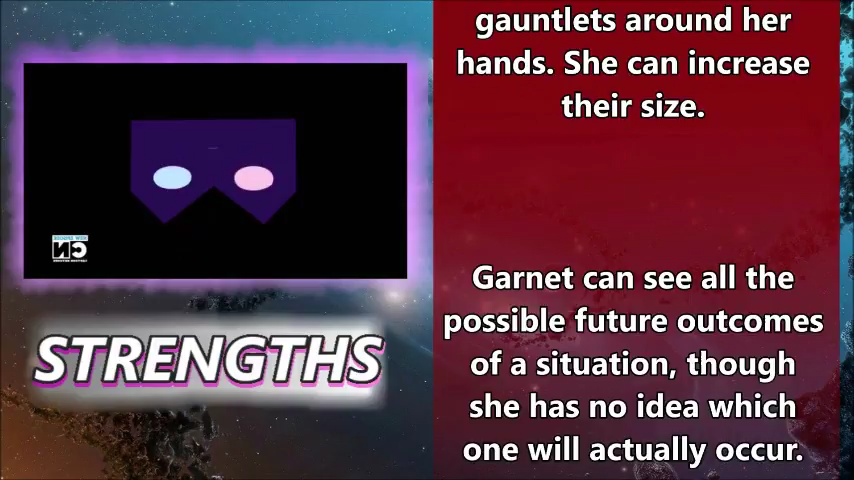 gauntlets around her
hands. She can increase
their size.
Garnet can see all the
possible future outcomes
of a situation, though
she has no idea which
one will actually occur.
STRENGTHS